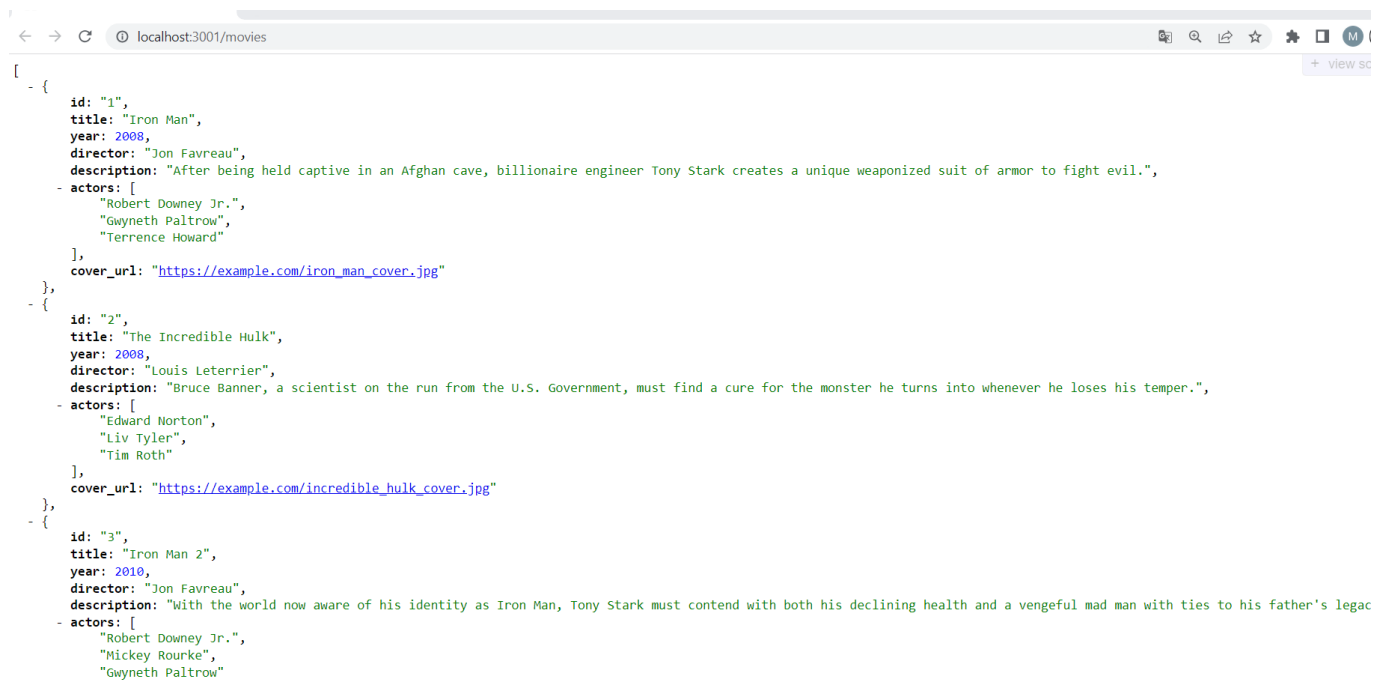 localhost:3001/movies
M
+ view sc
[
- {
id: "1",
title: "Iron Man",
year: 2008,
director: "Jon Favreau",
description: "After being held captive in an Afghan cave, billionaire engineer Tony Stark creates a unique weaponized suit of armor to fight evil.",
- actors: [
"Robert Downey Jr.",
"Gwyneth Paltrow",
"Terrence Howard"
],
cover_url: "https://example.com/iron_man_cover.jpg"
},
- {
id: "2",
title: "The Incredible Hulk",
year: 2008,
director: "Louis Leterrier",
description: "Bruce Banner, a scientist on the run from the U.S. Government, must find a cure for the monster he turns into whenever he loses his temper.",
- actors: [
"Edward Norton",
"Liv Tyler",
"Tim Roth"
],
cover_url: "https://example.com/incredible_hulk_cover.jpg"
},
- {
id: "3",
title: "Iron Man 2",
year: 2010,
director: "Jon Favreau",
description: "With the world now aware of his identity as Iron Man, Tony Stark must contend with both his declining health and a vengeful mad man with ties to his father's legac
- actors: [
"Robert Downey Jr.",
"Mickey Rourke",
"Gwyneth Paltrow"